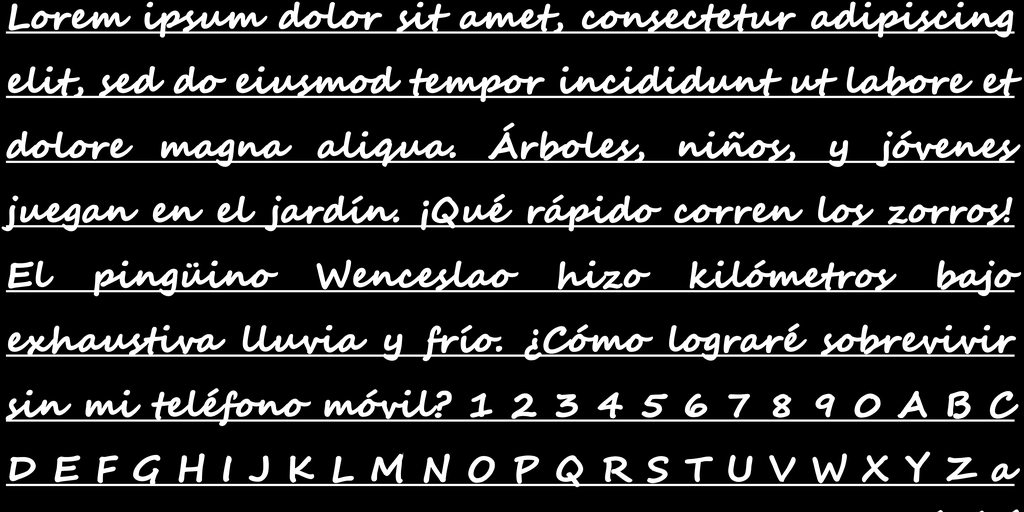 Lorem ipsum dolor sit amet, consectetur adipiscing
elit, sed do eiusmod tempor incididunt ut labore et
dolore magna aliqua. Árboles, niños, y jóvenes
juegan en el jardín. ¡Qué rápido corren los zorros!
El pingüino Wenceslao hizo kilómetros bajo
exhaustiva lluvia y frío. ¿Cómo lograré sobrevivir
sin mi teléfono móvil? 1 2 3 4 5 6 7 8 9 0 A B C
D E F G H I J K L M N O P Q R S T U V W X Y Z a